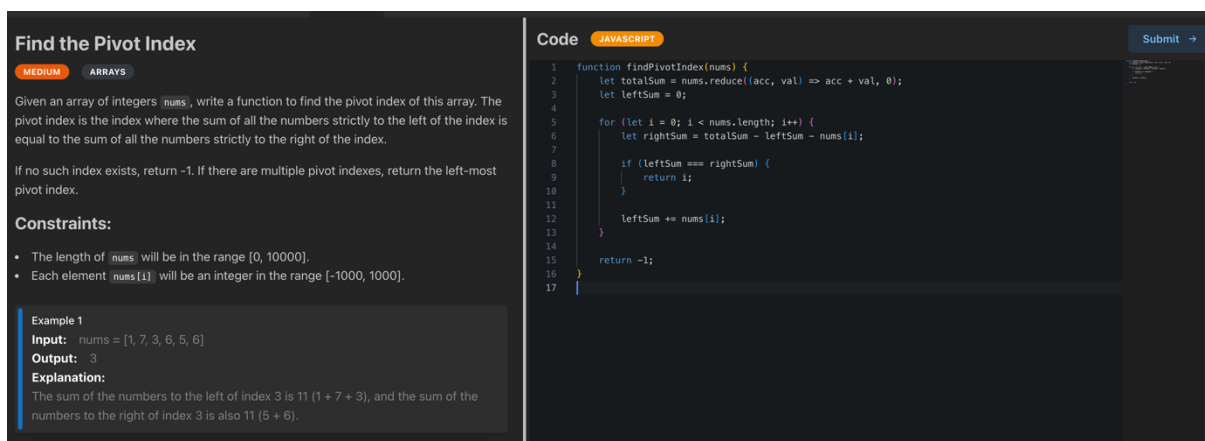 Find the Pivot Index
MEDIUM ARRAYS
Given an array of integers nums, write a function to find the pivot index of this array. The
pivot index is the index where the sum of all the numbers strictly to the left of the index is
equal to the sum of all the numbers strictly to the right of the index.
If no such index exists, return -1. If there are multiple pivot indexes, return the left-most
pivot index.
Constraints:
• The length of nums will be in the range [0, 10000].
• Each element nums[i] will be an integer in the range [-1000, 1000].
Example 1
Input: nums = [1, 7, 3, 6, 5, 6]
Output: 3
Explanation:
The sum of the numbers to the left of index 3 is 11 (1 + 7 + 3), and the sum of the
numbers to the right of index 3 is also 11 (5 + 6).
Code JAVASCRIPT
Submit →
1 function findPivotIndex(nums) {
2     let totalSum = nums.reduce((acc, val) => acc + val, 0);
3     let leftSum = 0;
4
5     for (let i = 0; i < nums.length; i++) {
6         let rightSum = totalSum - leftSum - nums[i];
7
8         if (leftSum === rightSum) {
9             return i;
10         }
11
12         leftSum += nums[i];
13     }
14
15     return -1;
16 }
17